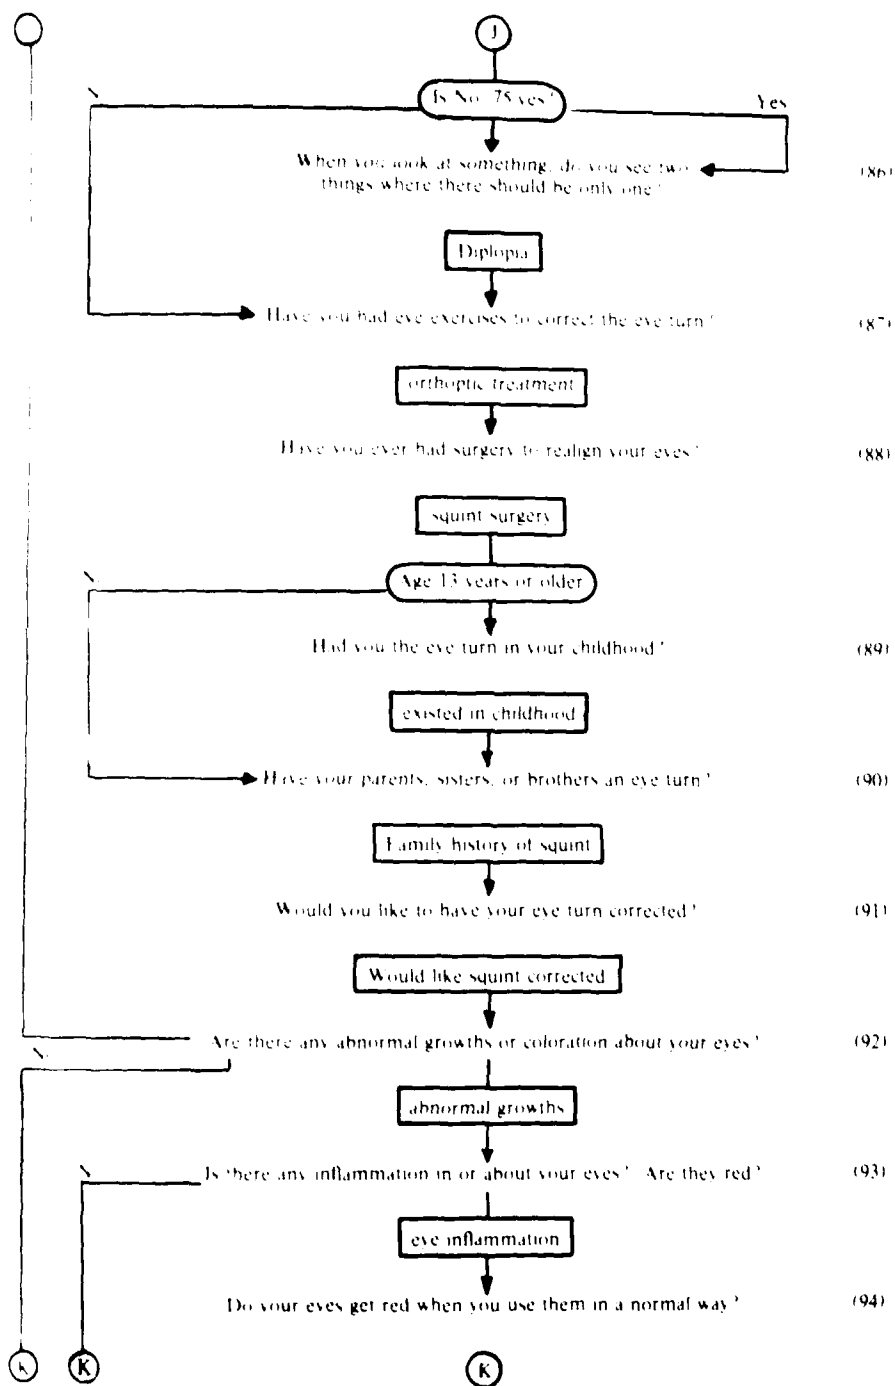 J
Is No. 75 yes?
Yes
When you look at something, do you see two
things where there should be only one?
(86)
Diplopia
Have you had eye exercises to correct the eye turn?
(87)
orthoptic treatment
Have you ever had surgery to realign your eyes?
(88)
squint surgery
Age 13 years or older
Had you the eye turn in your childhood?
(89)
existed in childhood
Have your parents, sisters, or brothers an eye turn?
(90)
Family history of squint
Would you like to have your eye turn corrected?
(91)
Would like squint corrected
Are there any abnormal growths or coloration about your eyes?
(92)
abnormal growths
Is there any inflammation in or about your eyes? Are they red?
(93)
eye inflammation
Do your eyes get red when you use them in a normal way?
(94)
K K K